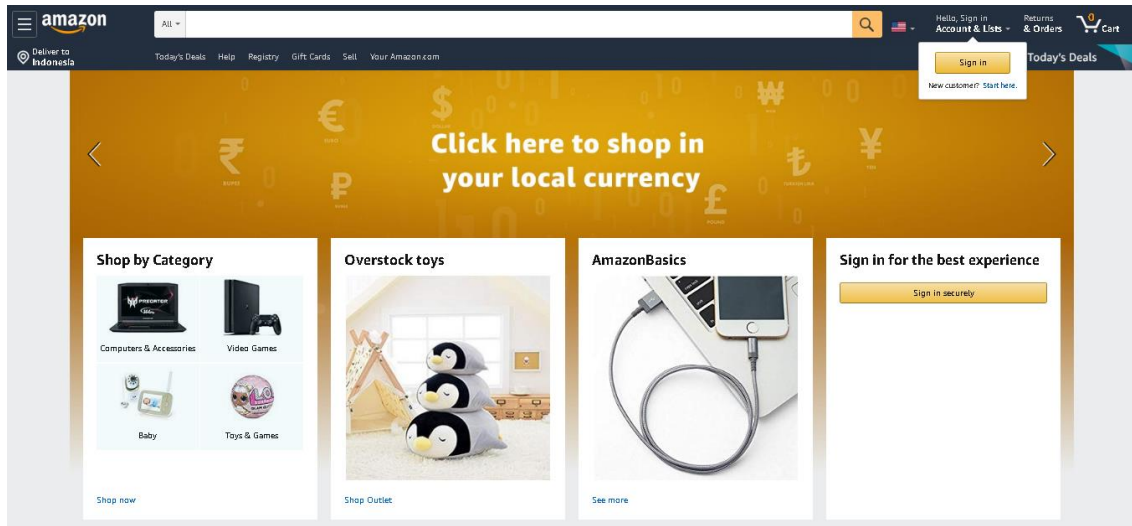 amazon
All
Hello, Sign in
Account & Lists
Returns
& Orders
0
Cart
Deliver to
Indonesia
Today's Deals Help Registry Gift Cards Sell Your Amazon.com
Sign in
New customer? Start here.
Today's Deals
Click here to shop in
your local currency
Shop by Category
Computers & Accessories
Video Games
Baby
Toys & Games
Shop now
Overstock toys
Shop Outlet
AmazonBasics
See more
Sign in for the best experience
Sign in securely
PREDATOR